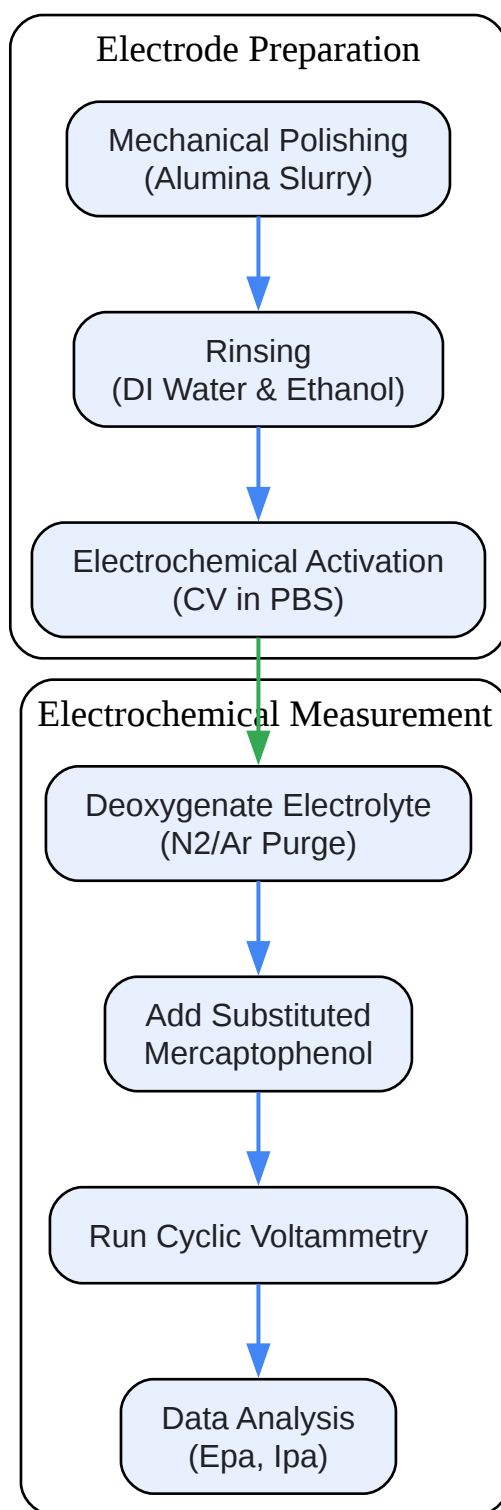 Electrode Preparation
Mechanical Polishing
(Alumina Slurry)
Rinsing
(DI Water & Ethanol)
Electrochemical Activation
(CV in PBS)
Electrochemical Measurement
Deoxygenate Electrolyte
(N2/Ar Purge)
Add Substituted
Mercaptophenol
Run Cyclic Voltammetry
Data Analysis
(Epa, Ipa)